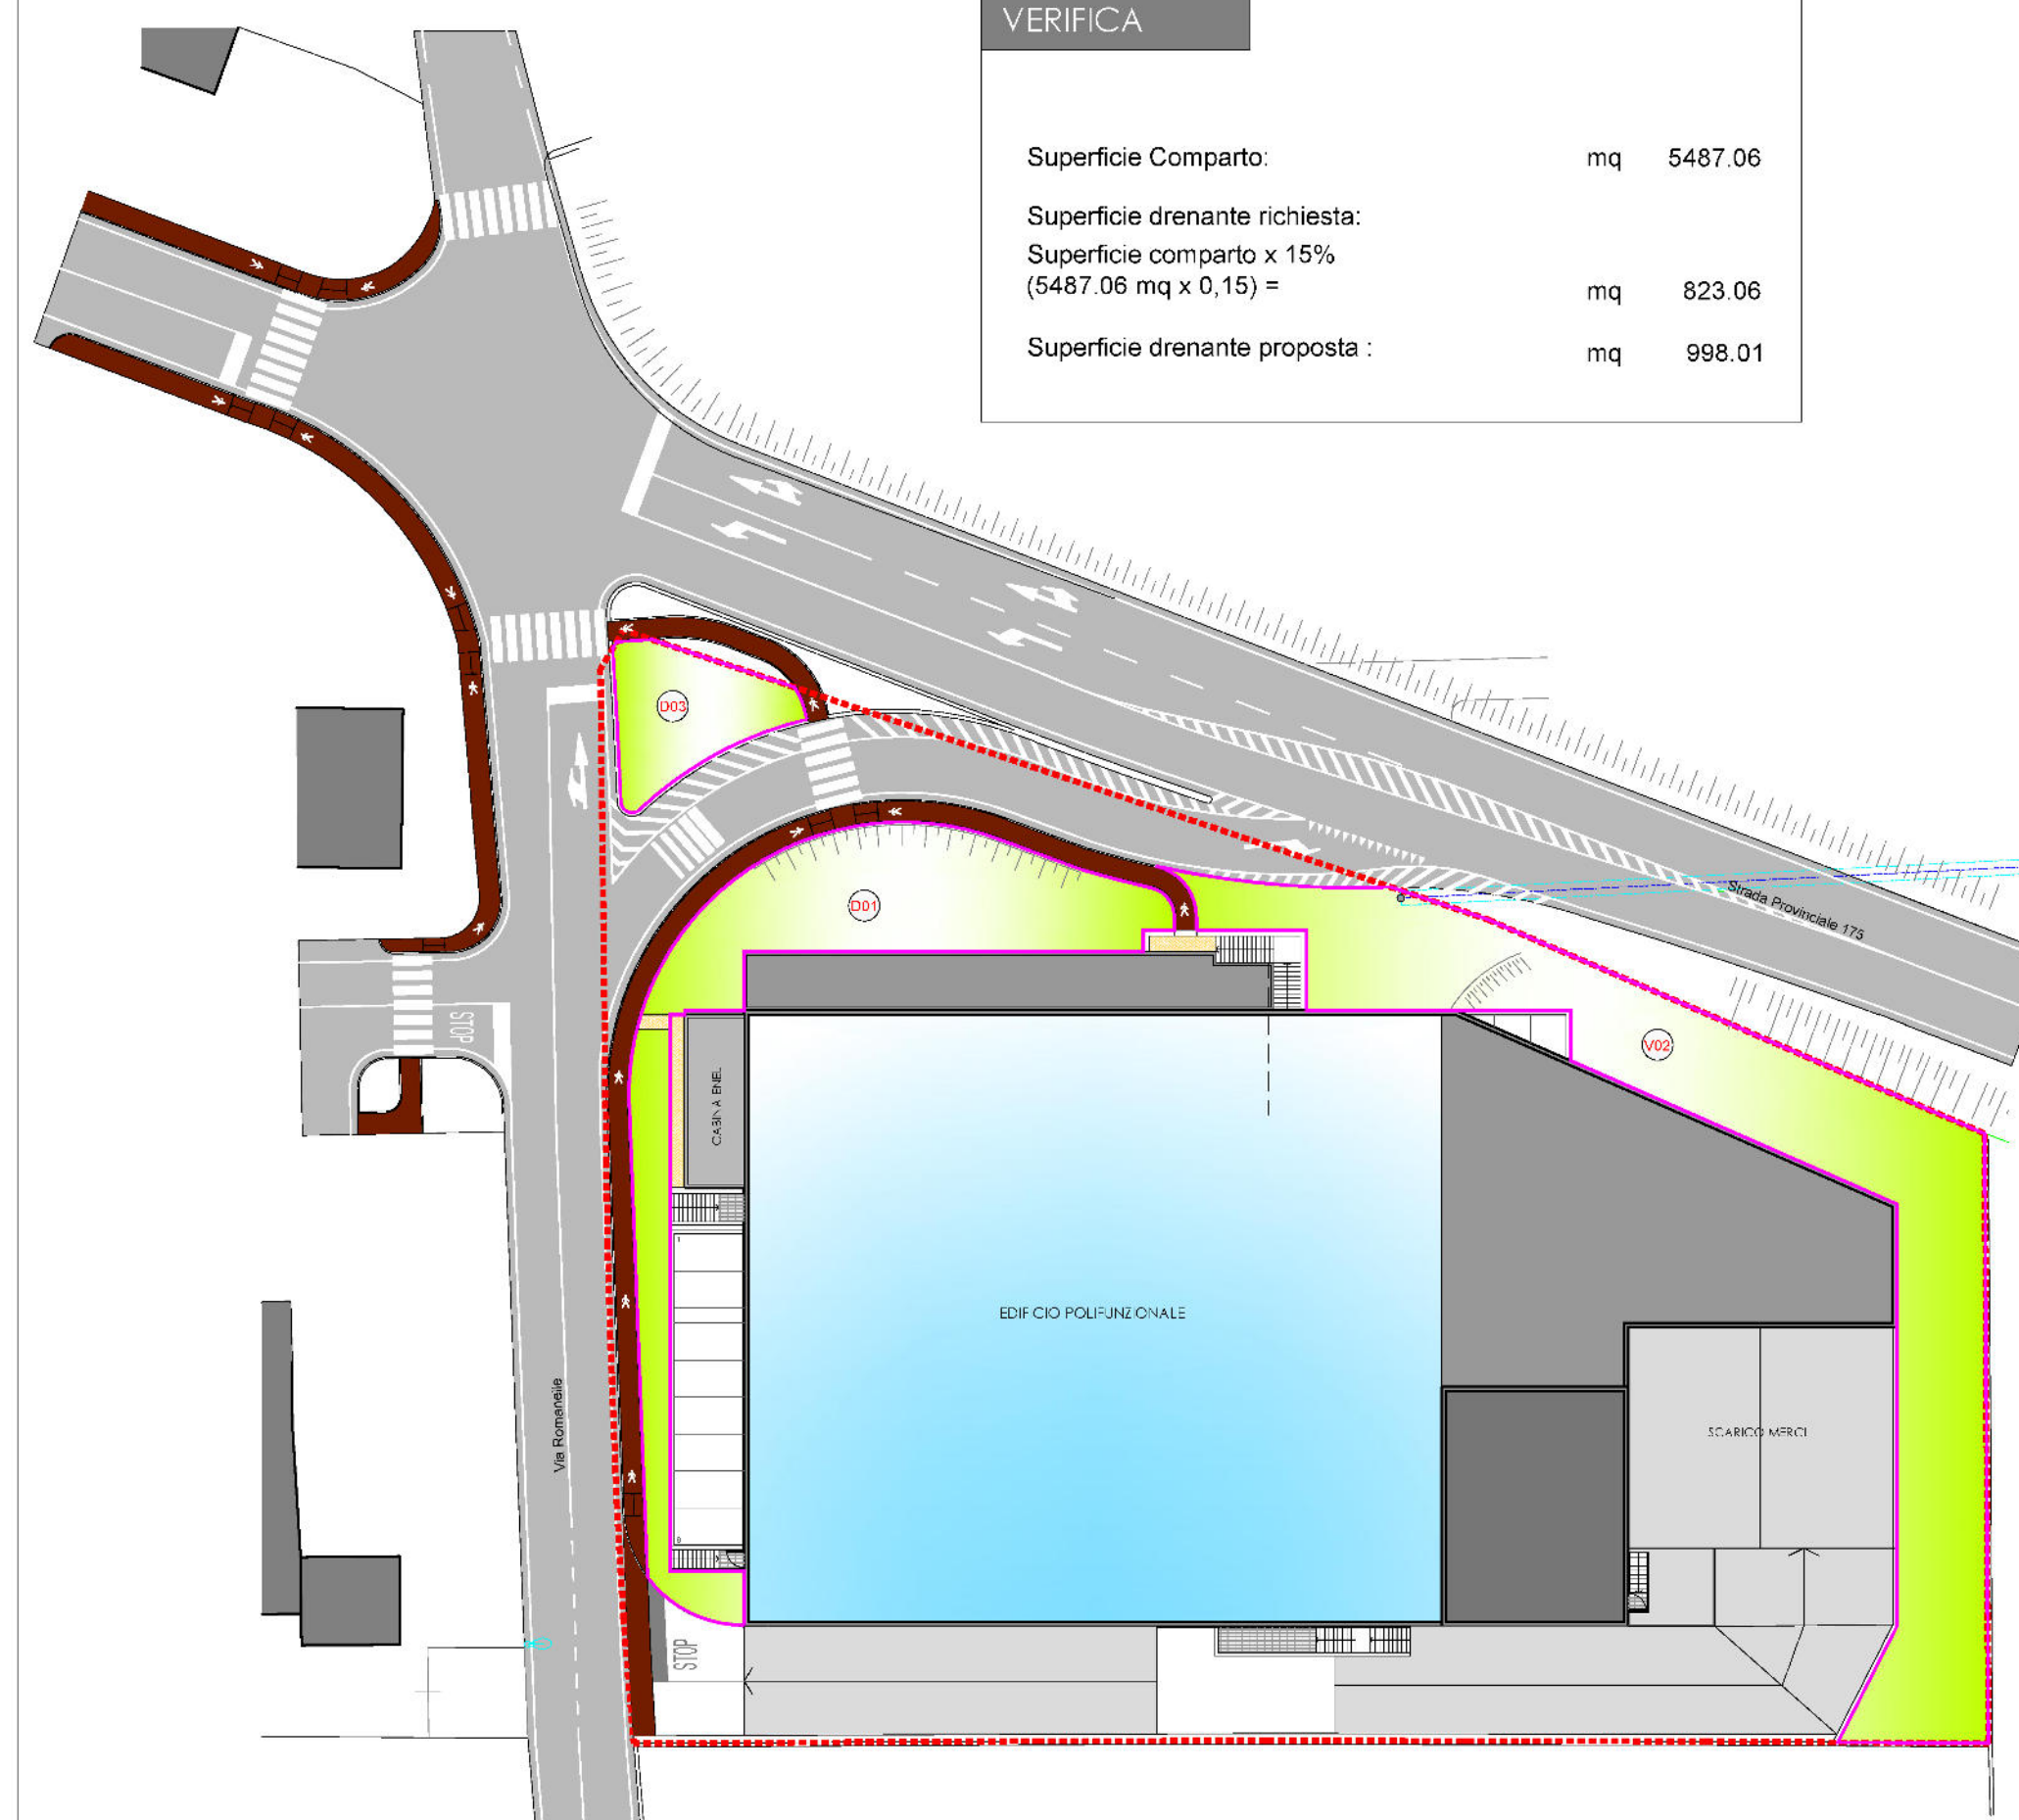 VERIFICA
Superficie Comparto: mq 5487.06
Superficie drenante richiesta:
Superficie comparto x 15%
(5487.06 mq x 0,15) = mq 823.06
Superficie drenante proposta : mq 998.01
D03
D01
Strada Provinciale 175
STOP
V02
CABINA ENEL
EDIFICIO POLIFUNZIONALE
Via Romanelle
SCARICO MERCI
STOP